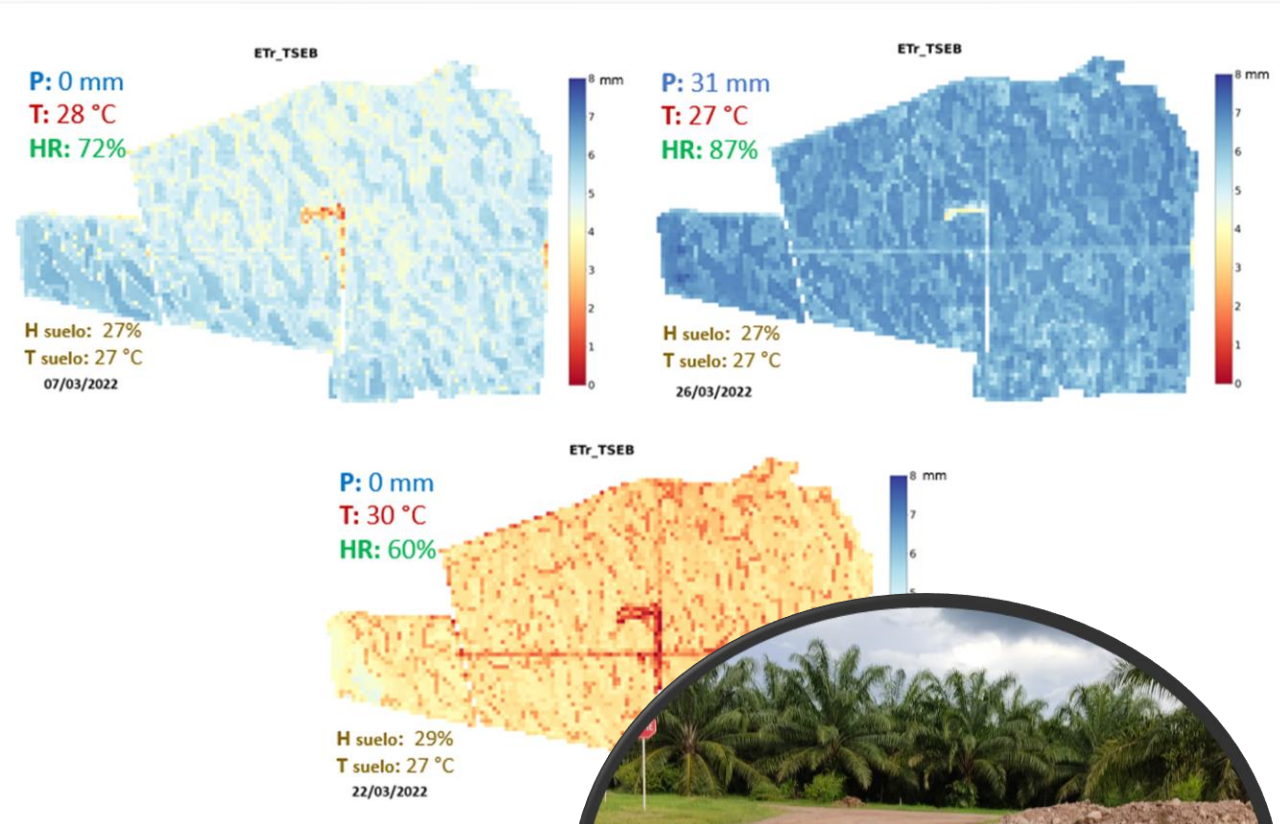 ETr_TSEB
P: 0 mm
T: 28 °C
HR: 72%
8 mm
7
6
5
4
3
2
1
0
H suelo: 27%
T suelo: 27 °C
07/03/2022
ETr_TSEB
P: 31 mm
T: 27 °C
HR: 87%
8 mm
7
6
5
4
3
2
1
0
H suelo: 27%
T suelo: 27 °C
26/03/2022
ETr_TSEB
P: 0 mm
T: 30 °C
HR: 60%
8 mm
7
6
H suelo: 29%
T suelo: 27 °C
22/03/2022